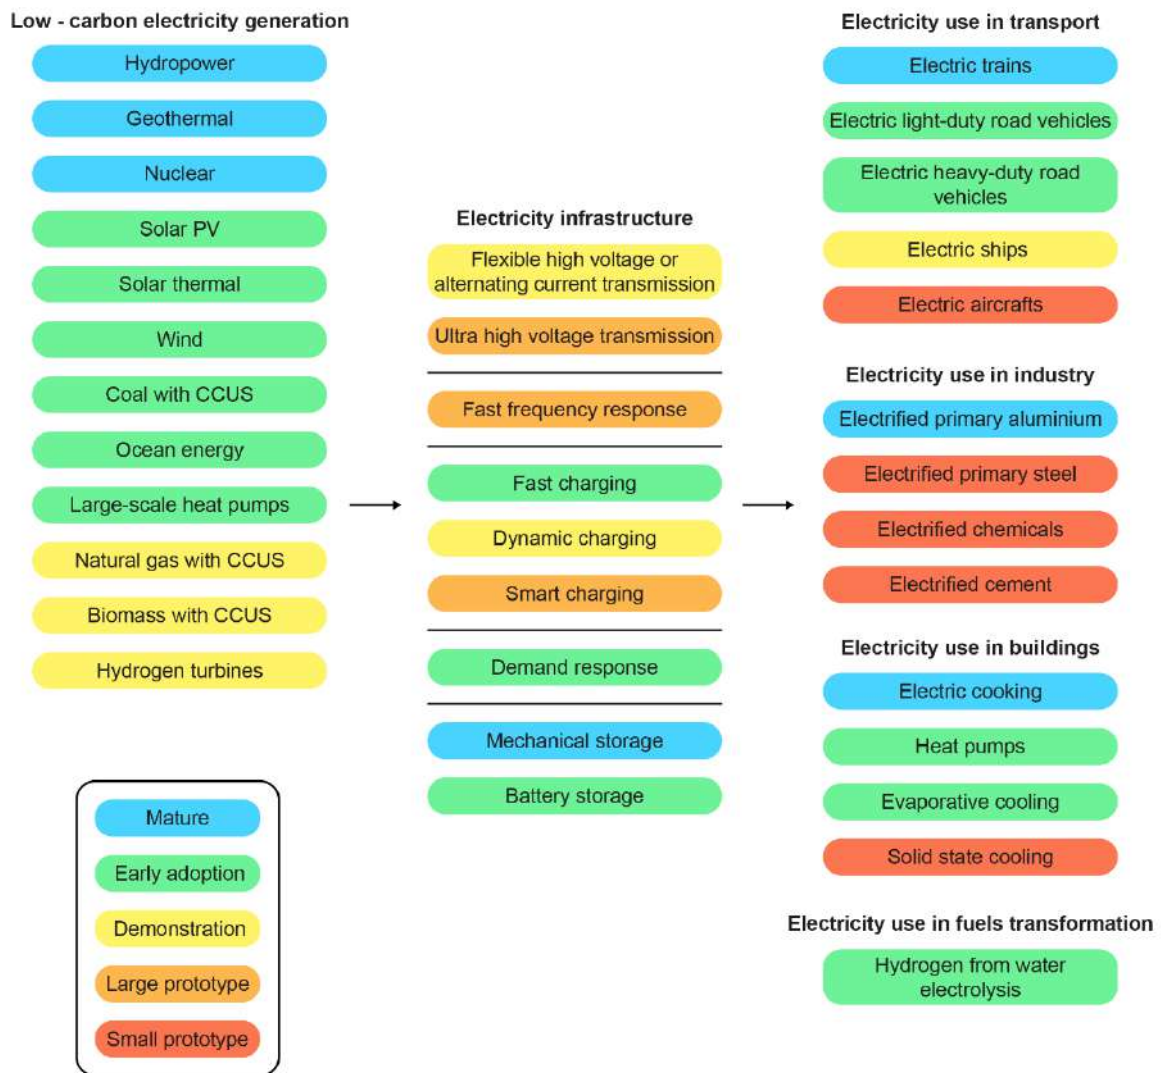 Low - carbon electricity generation
Hydropower
Geothermal
Nuclear
Solar PV
Solar thermal
Wind
Coal with CCUS
Ocean energy
Large-scale heat pumps
Natural gas with CCUS
Biomass with CCUS
Hydrogen turbines
Mature
Early adoption
Demonstration
Large prototype
Small prototype
Electricity infrastructure
Flexible high voltage or
alternating current transmission
Ultra high voltage transmission
Fast frequency response
Fast charging
Dynamic charging
Smart charging
Demand response
Mechanical storage
Battery storage
Electricity use in transport
Electric trains
Electric light-duty road vehicles
Electric heavy-duty road
vehicles
Electric ships
Electric aircrafts
Electricity use in industry
Electrified primary aluminium
Electrified primary steel
Electrified chemicals
Electrified cement
Electricity use in buildings
Electric cooking
Heat pumps
Evaporative cooling
Solid state cooling
Electricity use in fuels transformation
Hydrogen from water
electrolysis